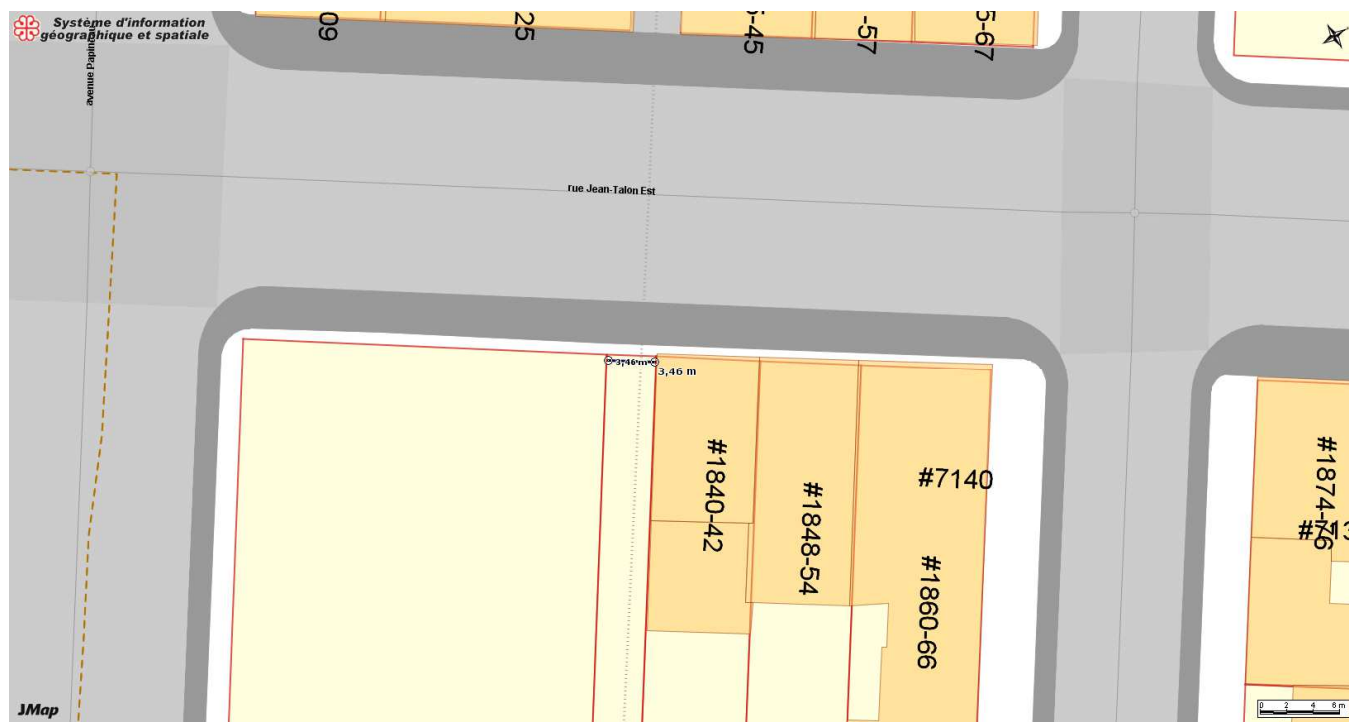 Système d'information
géographique et spatiale
avenue Papineau
09
25
5-45
-57
5-67
rue Jean-Talon Est
3,46 m
3,46 m
#1840-42
#1848-54
#7140
#1860-66
#1874-76
#713
0 2 4 6 m
JMap